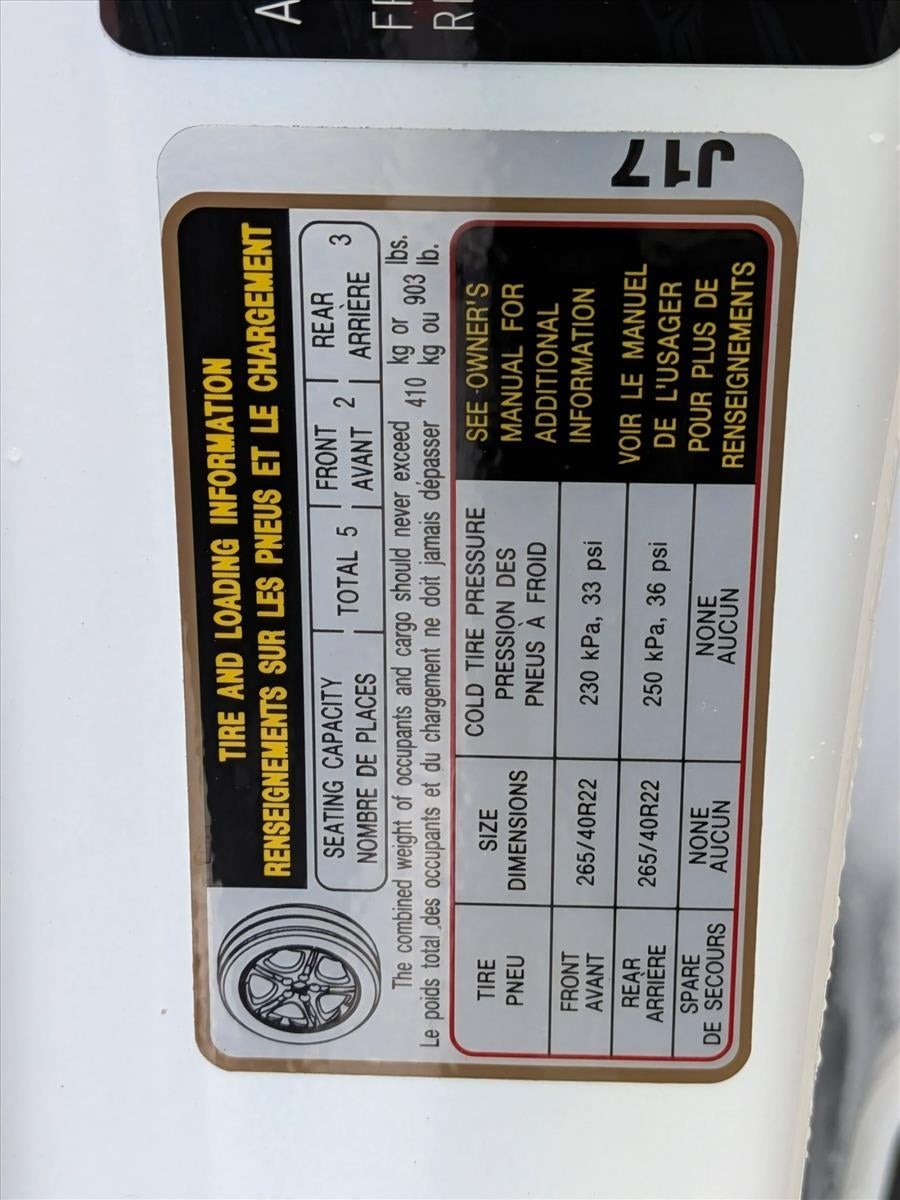 A
FR
RE
J17
TIRE AND LOADING INFORMATION
RENSEIGNEMENTS SUR LES PNEUS ET LE CHARGEMENT
SEATING CAPACITY | TOTAL 5 | FRONT 2 | REAR 3
NOMBRE DE PLACES | AVANT | ARRIÈRE
The combined weight of occupants and cargo should never exceed 410 kg or 903 lbs.
Le poids total des occupants et du chargement ne doit jamais dépasser 410 kg ou 903 lb.
TIRE
PNEU
SIZE
DIMENSIONS
COLD TIRE PRESSURE
PRESSION DES
PNEUS À FROID
SEE OWNER'S
MANUAL FOR
ADDITIONAL
INFORMATION
VOIR LE MANUEL
DE L'USAGER
POUR PLUS DE
RENSEIGNEMENTS
FRONT
AVANT
265/40R22
230 kPa, 33 psi
REAR
ARRIÈRE
265/40R22
250 kPa, 36 psi
SPARE
DE SECOURS
NONE
AUCUN
NONE
AUCUN